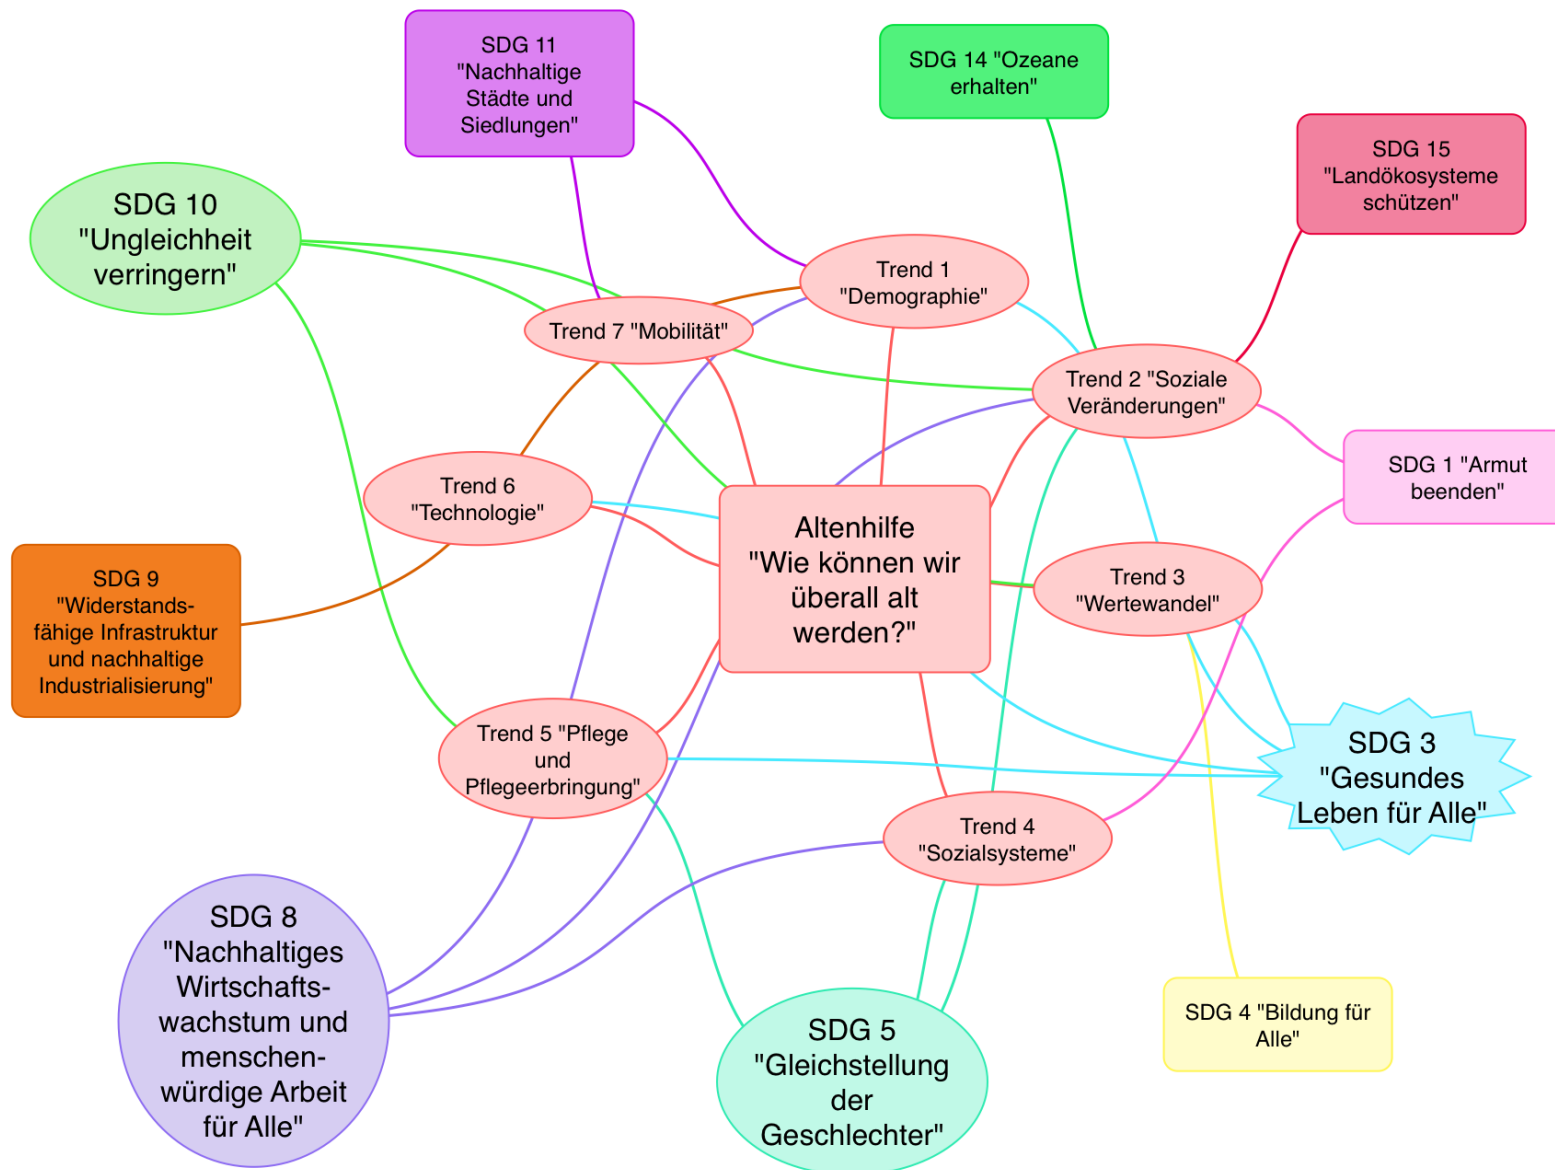 SDG 11
"Nachhaltige
Städte und
Siedlungen"
SDG 14 "Ozeane
erhalten"
SDG 15
"Landökosysteme
schützen"
SDG 10
"Ungleichheit
verringern"
Trend 1
"Demographie"
Trend 7 "Mobilität"
Trend 2 "Soziale
Veränderungen"
SDG 1 "Armut
beenden"
Trend 6
"Technologie"
Altenhilfe
"Wie können wir
überall alt
werden?"
Trend 3
"Wertewandel"
SDG 9
"Widerstands-
fähige Infrastruktur
und nachhaltige
Industrialisierung"
Trend 5 "Pflege
und
Pflegeerbringung"
SDG 3
"Gesundes
Leben für Alle"
Trend 4
"Sozialsysteme"
SDG 8
"Nachhaltiges
Wirtschafts-
wachstum und
menschen-
würdige Arbeit
für Alle"
SDG 5
"Gleichstellung
der
Geschlechter"
SDG 4 "Bildung für
Alle"